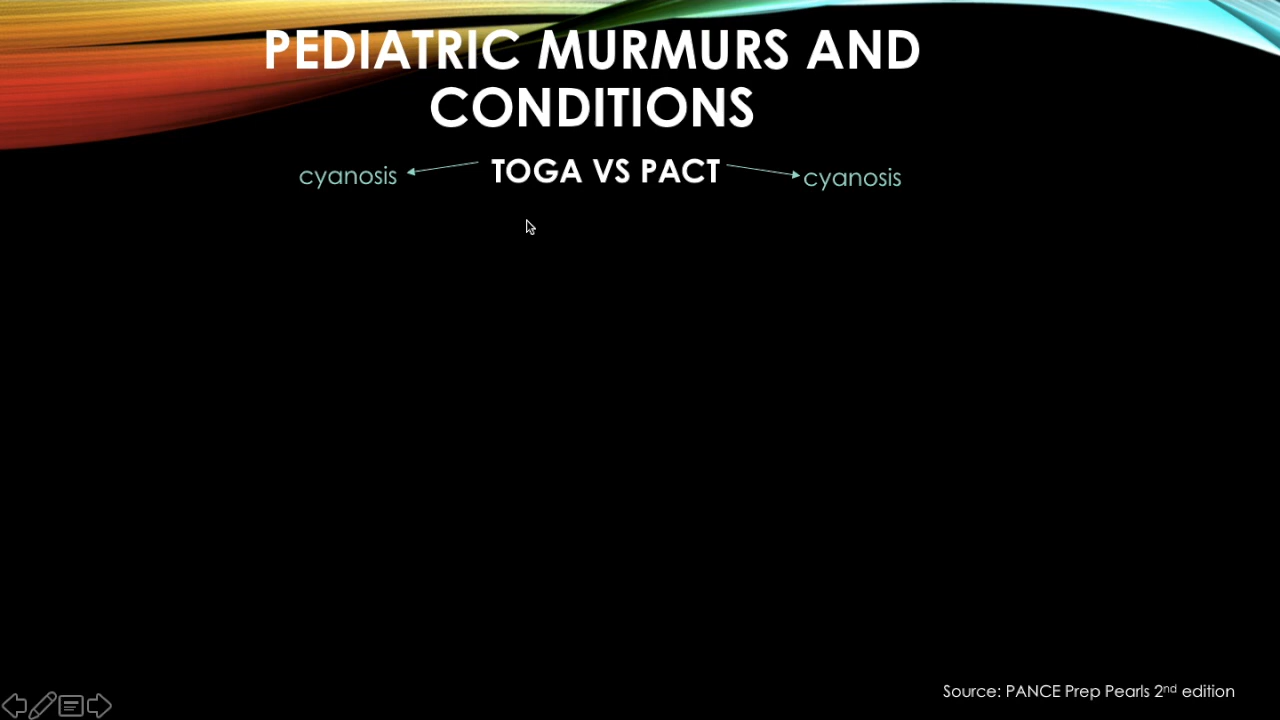 PEDIATRIC MURMURS AND
CONDITIONS
cyanosis TOGA VS PACT cyanosis
Source: PANCE Prep Pearls 2nd edition